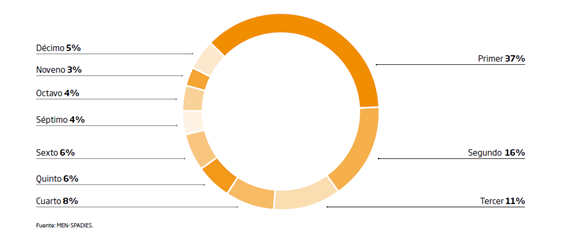 Décimo 5%
Noveno 3%
Octavo 4%
Séptimo 4%
Sexto 6%
Quinto 6%
Cuarto 8%
Primer 37%
Segundo 16%
Tercer 11%
Fuente: MEN-SPADIES.